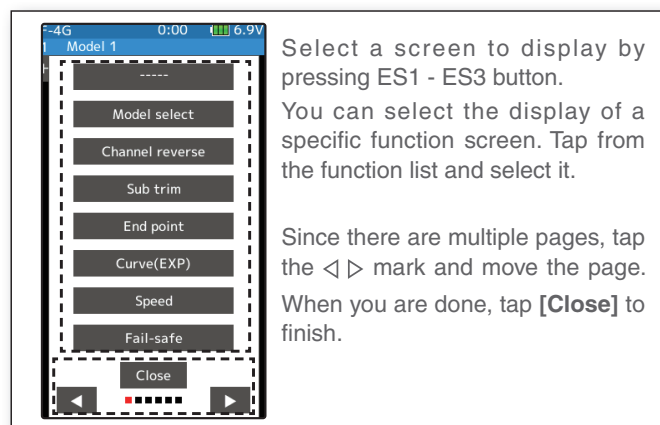 F-4G 0:00 6.9V
1 Model 1
H
-----
Model select
Channel reverse
Sub trim
End point
Curve(EXP)
Speed
Fail-safe
Close
Select a screen to display by
pressing ES1 - ES3 button.
You can select the display of a
specific function screen. Tap from
the function list and select it.
Since there are multiple pages, tap
the ◁ ▷ mark and move the page.
When you are done, tap [Close] to
finish.